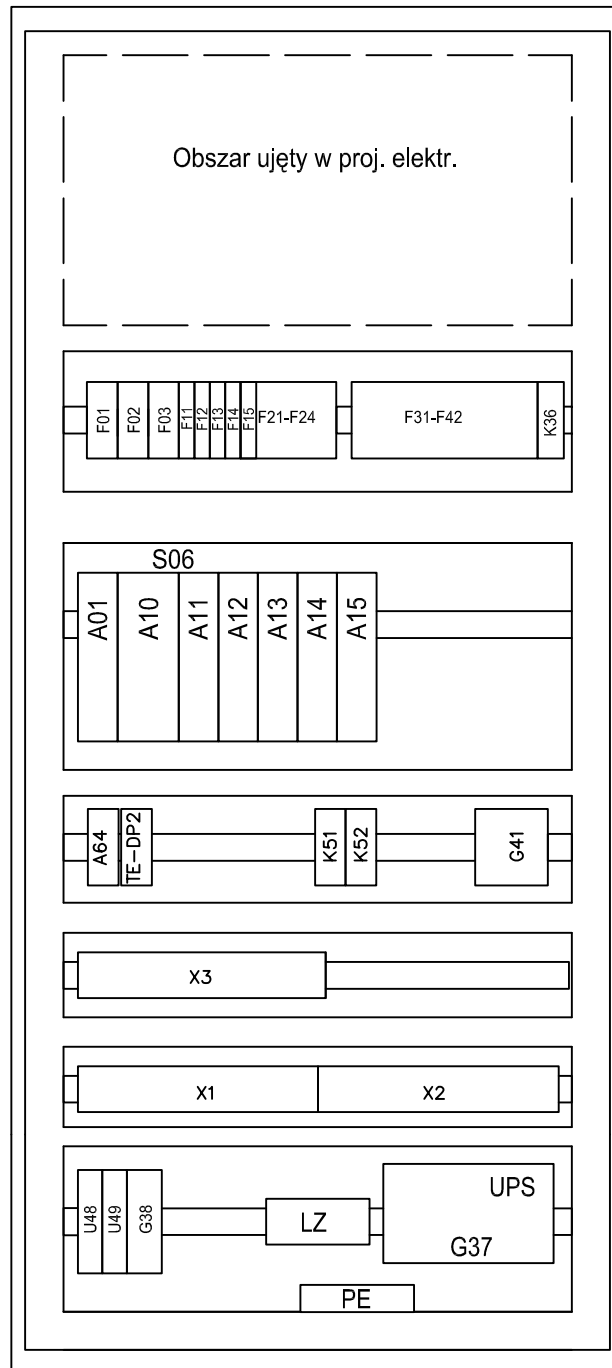 Obszar ujęty w proj. elektr.
F01
F02
F03
F11
F12
F13
F14
F15
F21-F24
F31-F42
K36
S06
A01
A10
A11
A12
A13
A14
A15
A64
TE-DP2
K51
K52
G41
X3
X1
X2
U48
U49
G38
LZ
UPS
G37
PE